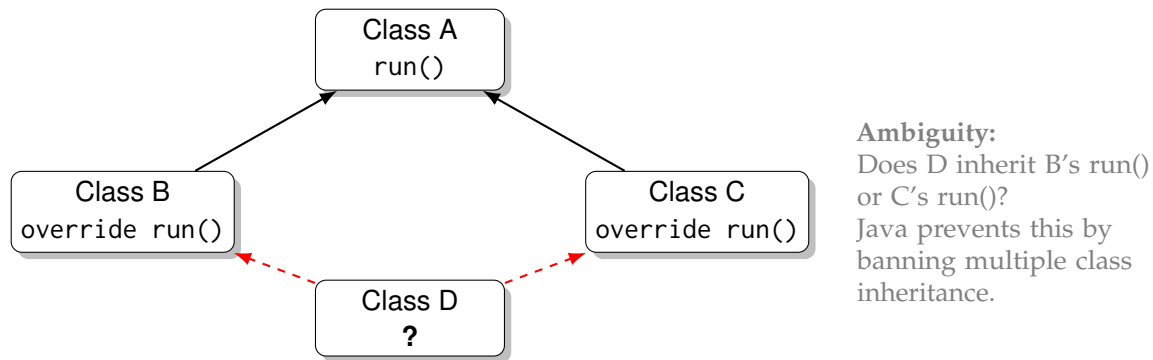 Class A
run()
Class B
override run()
Class C
override run()
Class D
?
Ambiguity:
Does D inherit B’s run()
or C’s run()?
Java prevents this by
banning multiple class
inheritance.